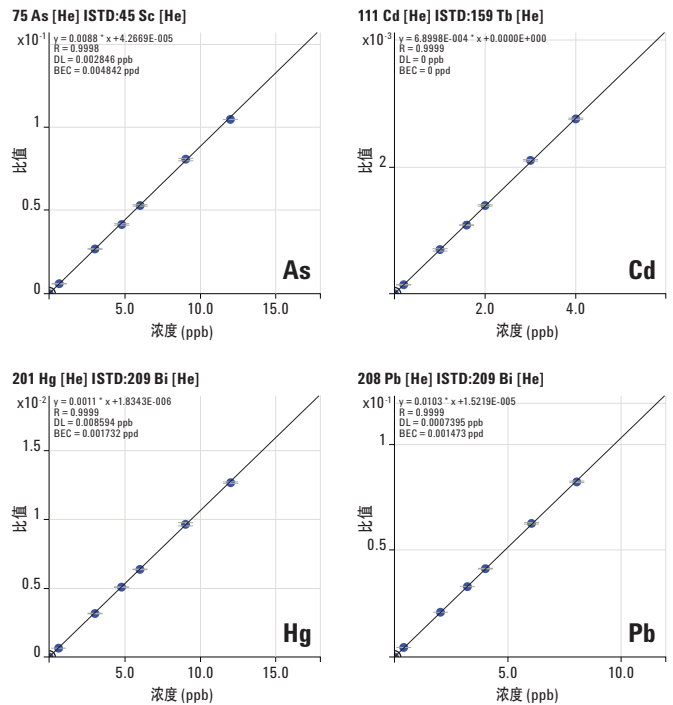 75 As [He] ISTD:45 Sc [He]
x10⁻¹
y = 0.0088 * x +4.2669E-005
R = 0.9998
DL = 0.002846 ppb
BEC = 0.004842 ppd
1
比值
0.5
As
0
5.0 10.0 15.0
浓度 (ppb)
111 Cd [He] ISTD:159 Tb [He]
x10⁻³
y = 6.8998E-004 * x +0.0000E+000
R = 0.9999
DL = 0 ppb
BEC = 0 ppd
比值
2
Cd
2.0 4.0
浓度 (ppb)
201 Hg [He] ISTD:209 Bi [He]
x10⁻²
y = 0.0011 * x +1.8343E-006
R = 0.9999
DL = 0.008594 ppb
BEC = 0.001732 ppd
1.5
比值
1
0.5
Hg
0
5.0 10.0 15.0
浓度 (ppb)
208 Pb [He] ISTD:209 Bi [He]
x10⁻¹
y = 0.0103 * x +1.5219E-005
R = 0.9999
DL = 0.0007395 ppb
BEC = 0.001473 ppd
1
比值
0.5
Pb
5.0 10.0
浓度 (ppb)